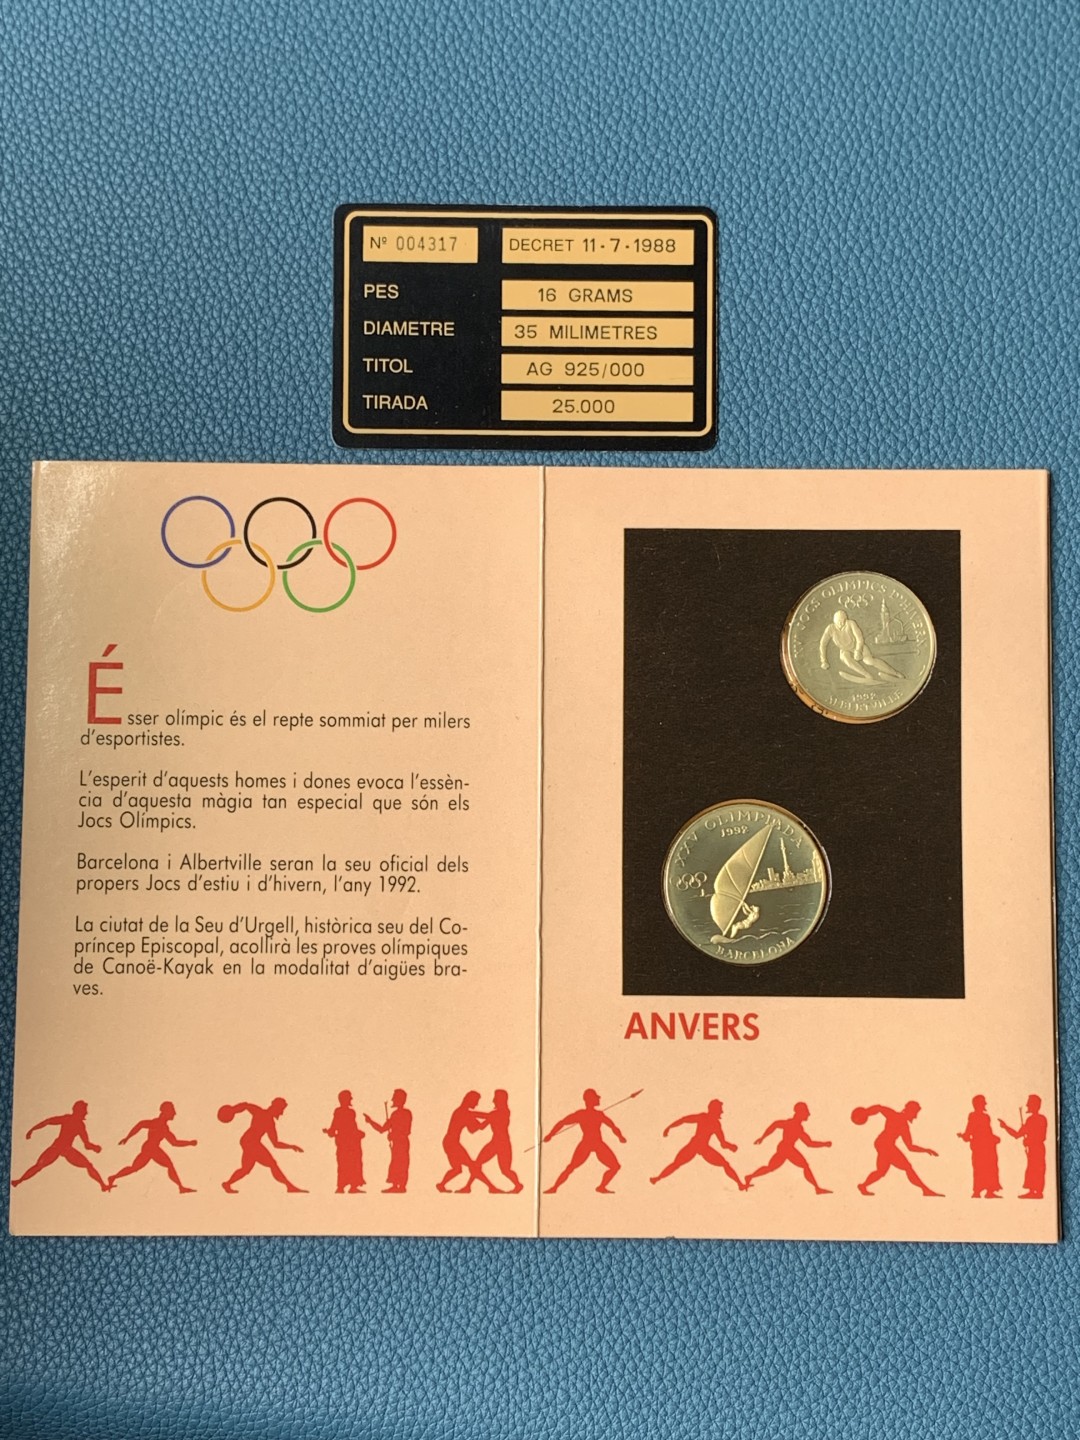 Nº 004317
DECRET 11·7·1988
PES
16 GRAMS
DIAMETRE
35 MILIMETRES
TITOL
AG 925/000
TIRADA
25.000
Ésser olímpic és el repte sommiat per milers
d'esportistes.
L'esperit d'aquests homes i dones evoca l'essèn-
cia d'aquesta màgia tan especial que són els
Jocs Olímpics.
Barcelona i Albertville seran la seu oficial dels
propers Jocs d'estiu i d'hivern, l'any 1992.
La ciutat de la Seu d'Urgell, històrica seu del Co-
príncep Episcopal, acollirà les proves olímpiques
de Canoë-Kayak en la modalitat d'aigües bra-
ves.
XVI JOCS OLIMPICS D'HIVERN
1992
ALBERTVILLE
XXV OLIMPIADA
1992
BARCELONA
ANVERS